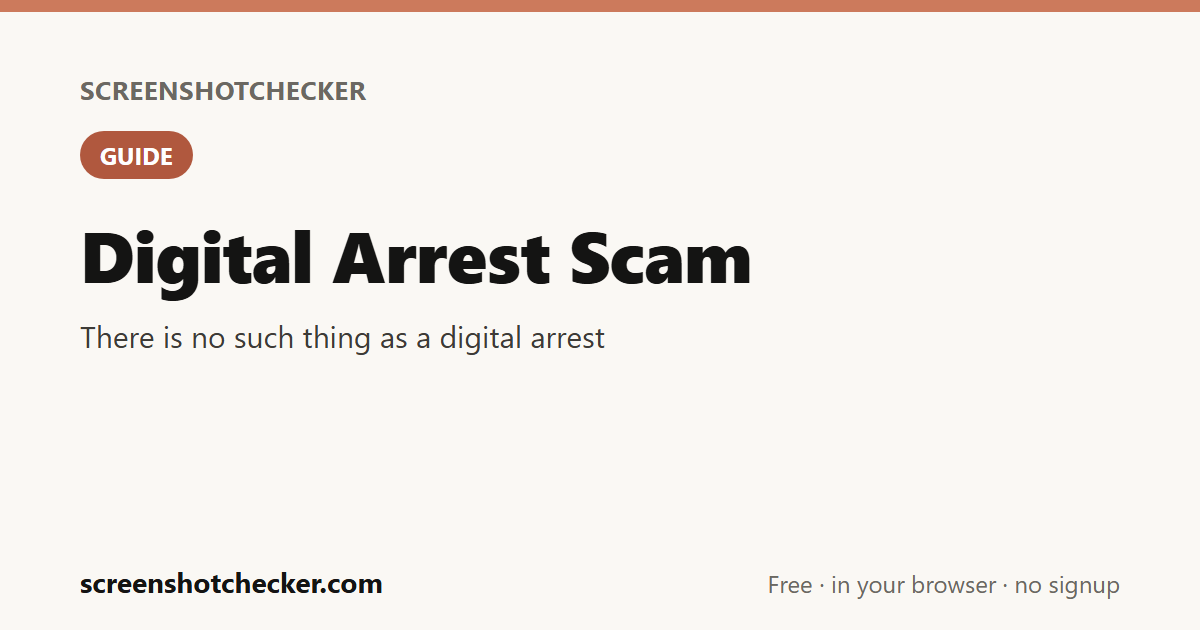 SCREENSHOTCHECKER
GUIDE
Digital Arrest Scam
There is no such thing as a digital arrest
screenshotchecker.com
Free · in your browser · no signup